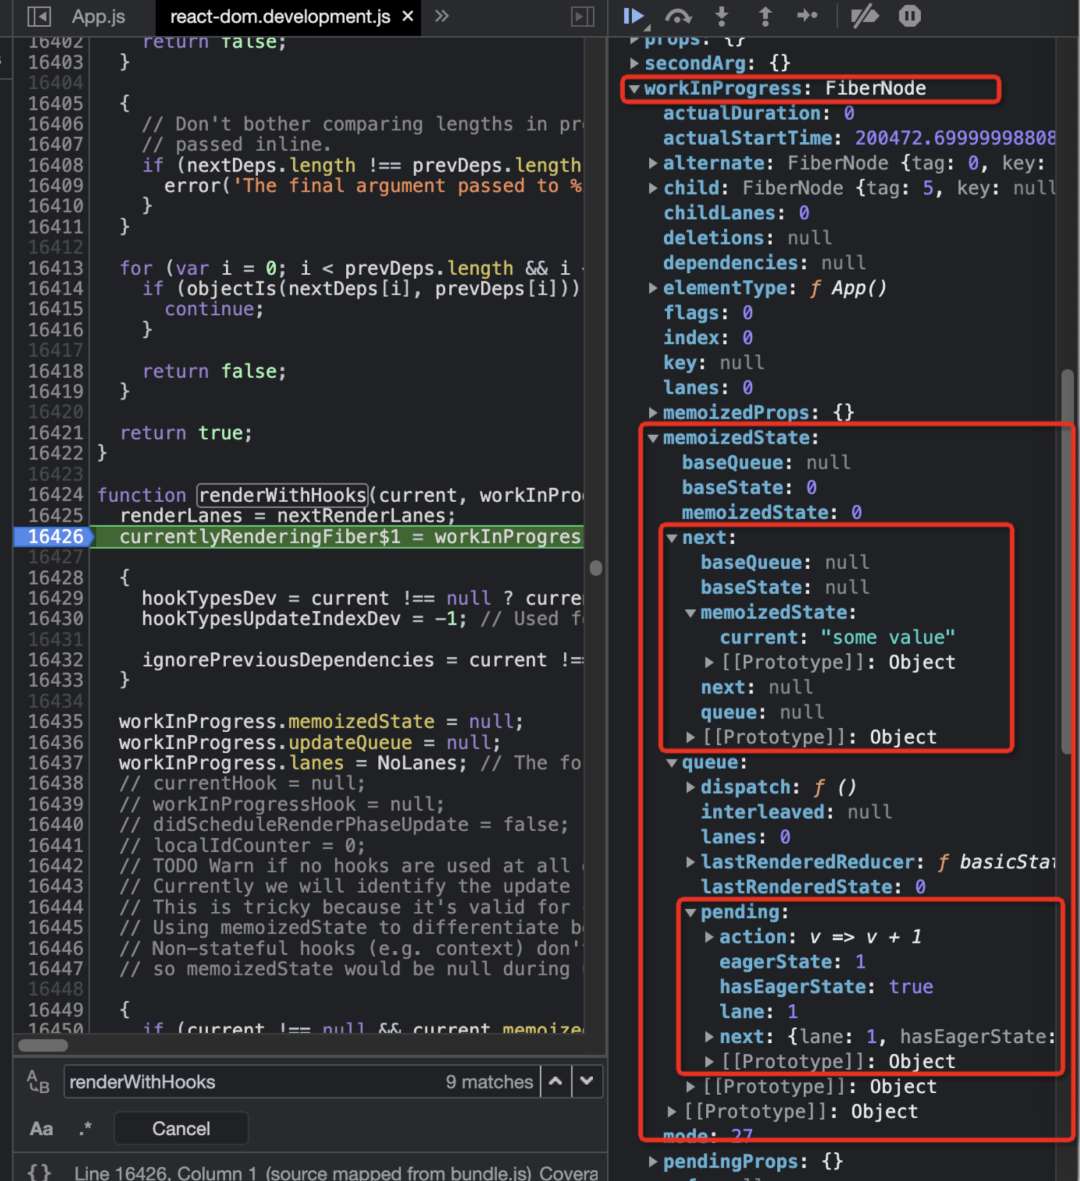 App.js
react-dom.development.js ×
»
16402 return false;
16403 }
16404
16405 {
16406 // Don't bother comparing lengths in pr
16407 // passed inline.
16408 if (nextDeps.length !== prevDeps.length
16409 error('The final argument passed to %
16410 }
16411 }
16412
16413 for (var i = 0; i < prevDeps.length && i
16414 if (objectIs(nextDeps[i], prevDeps[i]))
16415 continue;
16416 }
16417
16418 return false;
16419 }
16420
16421 return true;
16422 }
16423
16424 function renderWithHooks(current, workInPro
16425 renderLanes = nextRenderLanes;
16426 currentlyRenderingFiber$1 = workInProgres
16427
16428 {
16429 hookTypesDev = current !== null ? curre
16430 hookTypesUpdateIndexDev = -1; // Used f
16431
16432 ignorePreviousDependencies = current !==
16433 }
16434
16435 workInProgress.memoizedState = null;
16436 workInProgress.updateQueue = null;
16437 workInProgress.lanes = NoLanes; // The fo
16438 // currentHook = null;
16439 // workInProgressHook = null;
16440 // didScheduleRenderPhaseUpdate = false;
16441 // localIdCounter = 0;
16442 // TODO Warn if no hooks are used at all
16443 // Currently we will identify the update
16444 // This is tricky because it's valid for
16445 // Using memoizedState to differentiate b
16446 // Non-stateful hooks (e.g. context) don'
16447 // so memoizedState would be null during
16448
16449 {
16450 if (current !== null && current.memoize
renderWithHooks
9 matches
Aa .* Cancel
{} Line 16426, Column 1 (source mapped from bundle.js) Covera
props: {}
secondArg: {}
workInProgress: FiberNode
actualDuration: 0
actualStartTime: 200472.69999998808
alternate: FiberNode {tag: 0, key:
child: FiberNode {tag: 5, key: null
childLanes: 0
deletions: null
dependencies: null
elementType: ƒ App()
flags: 0
index: 0
key: null
lanes: 0
memoizedProps: {}
memoizedState:
baseQueue: null
baseState: 0
memoizedState: 0
next:
baseQueue: null
baseState: null
memoizedState:
current: "some value"
[[Prototype]]: Object
next: null
queue: null
[[Prototype]]: Object
queue:
dispatch: ƒ ()
interleaved: null
lanes: 0
lastRenderedReducer: ƒ basicSta
lastRenderedState: 0
pending:
action: v => v + 1
eagerState: 1
hasEagerState: true
lane: 1
next: {lane: 1, hasEagerState:
[[Prototype]]: Object
[[Prototype]]: Object
[[Prototype]]: Object
mode: 27
pendingProps: {}